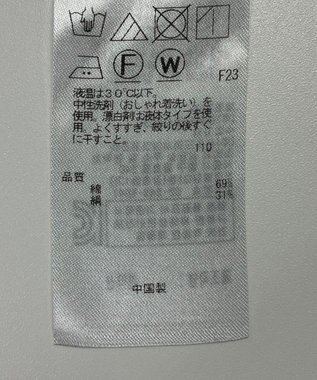 F W
F23
液温は30℃以下。
中性洗剤（おしゃれ着洗い）を
使用。漂白剤は液体タイプを使
用。よくすすぎ、絞りの後すぐ
に干すこと。
110
品質
綿 69%
絹 31%
中国製